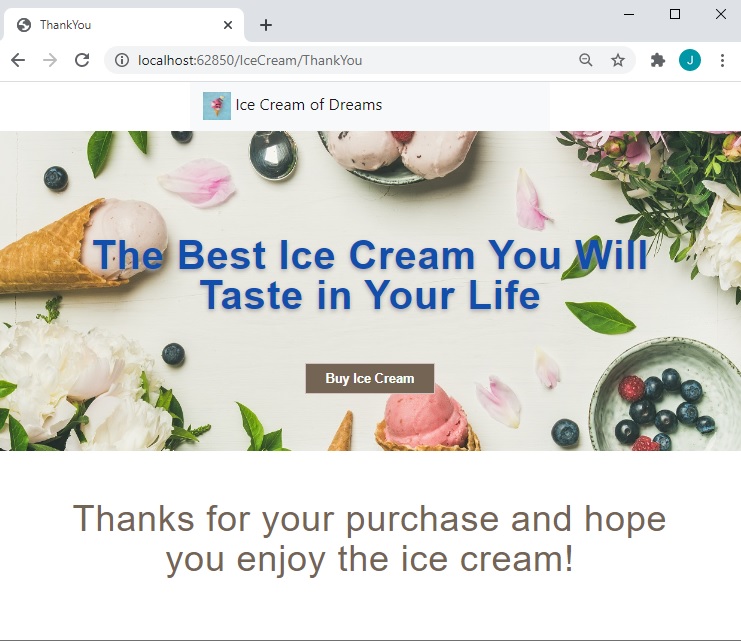 ThankYou
localhost:62850/IceCream/ThankYou
J
Ice Cream of Dreams
The Best Ice Cream You Will
Taste in Your Life
Buy Ice Cream
Thanks for your purchase and hope
you enjoy the ice cream!